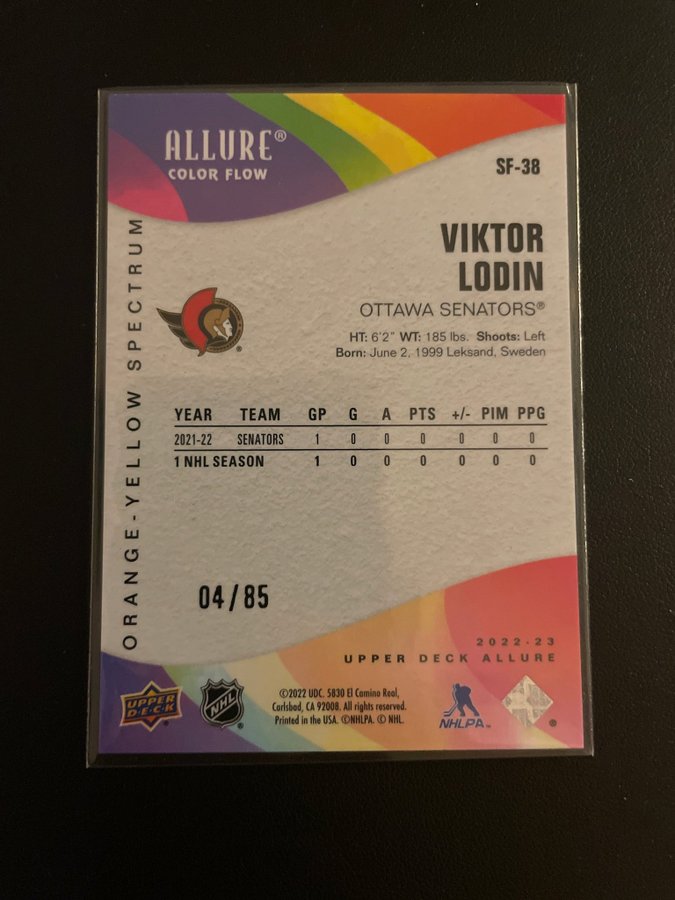 ALLURE®
COLOR FLOW
SF-38
ORANGE-YELLOW SPECTRUM
VIKTOR
LODIN
OTTAWA SENATORS®
HT: 6'2" WT: 185 lbs. Shoots: Left
Born: June 2, 1999 Leksand, Sweden
YEAR TEAM GP G A PTS +/- PIM PPG
2021-22 SENATORS 1 0 0 0 0 0 0
1 NHL SEASON 1 0 0 0 0 0 0
04/85
2022-23
UPPER DECK ALLURE
UPPER
DECK
NHL
©2022 UDC. 5830 El Camino Real,
Carlsbad, CA 92008. All rights reserved.
Printed in the USA. ©NHLPA. © NHL.
NHLPA™